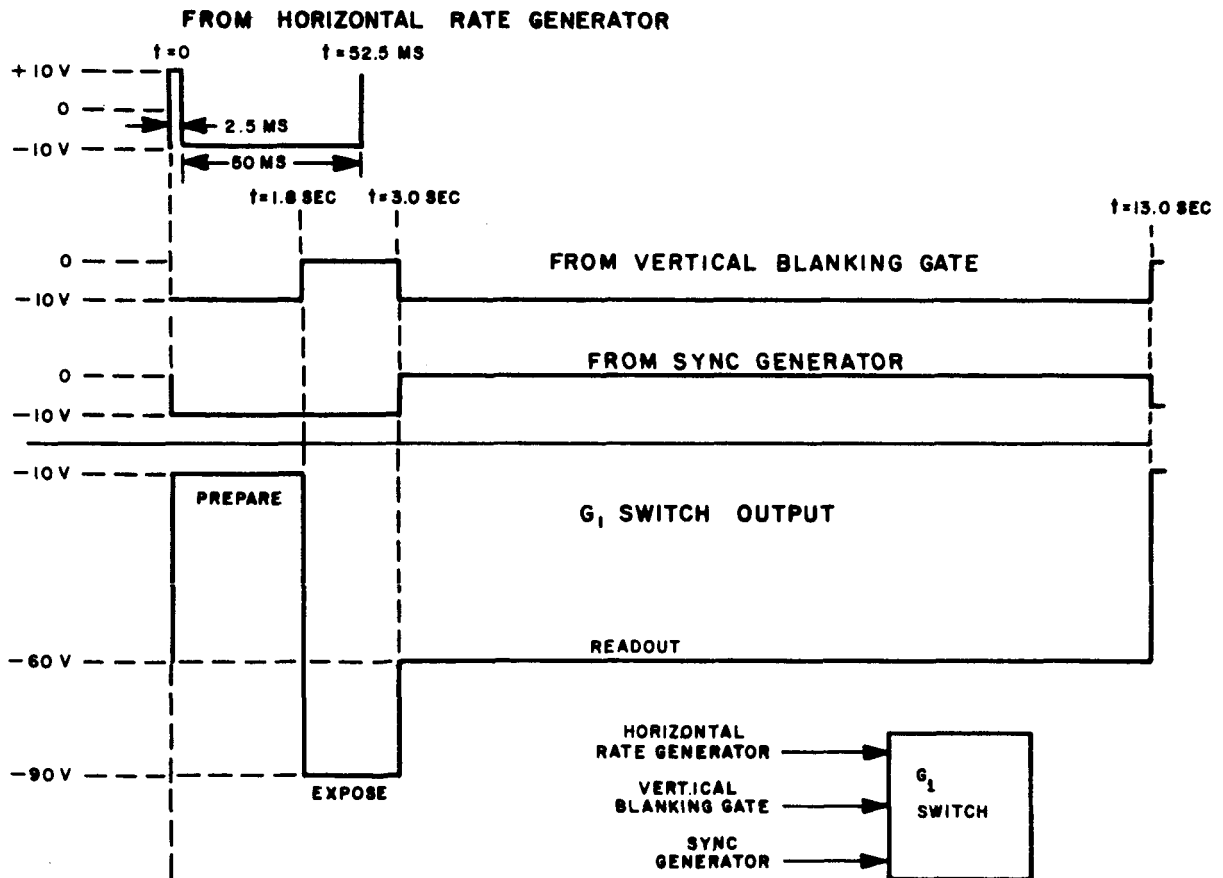 FROM HORIZONTAL RATE GENERATOR
t=0
t=52.5 MS
+10 V
0
2.5 MS
-10 V
50 MS
t=1.8 SEC
t=3.0 SEC
t=13.0 SEC
0
FROM VERTICAL BLANKING GATE
-10 V
FROM SYNC GENERATOR
0
-10 V
-10 V
PREPARE
G1 SWITCH OUTPUT
READOUT
-60 V
HORIZONTAL
RATE GENERATOR
-90 V
EXPOSE
VERTICAL
BLANKING GATE
SYNC
GENERATOR
G1
SWITCH